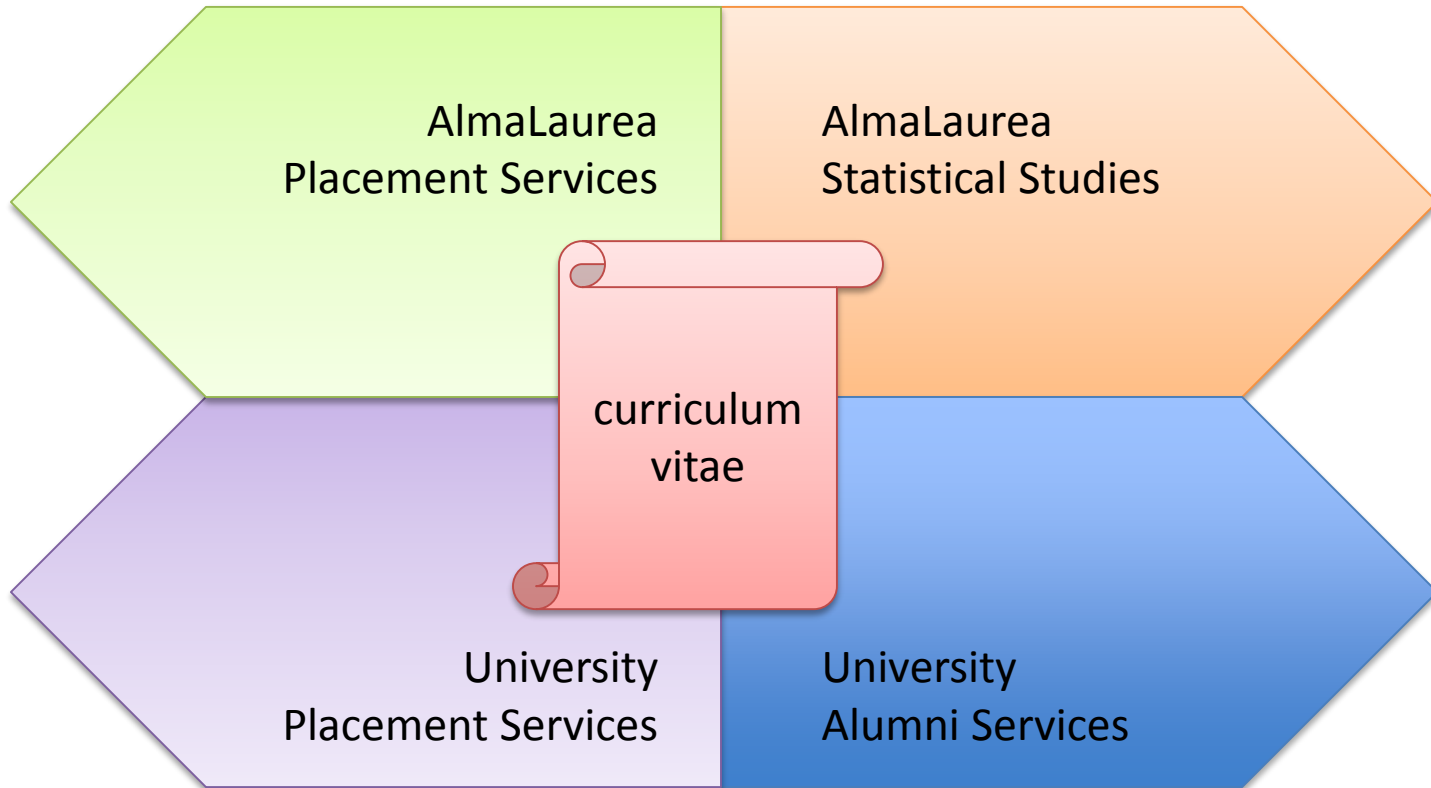 AlmaLaurea
Placement Services
AlmaLaurea
Statistical Studies
curriculum
vitae
University
Placement Services
University
Alumni Services